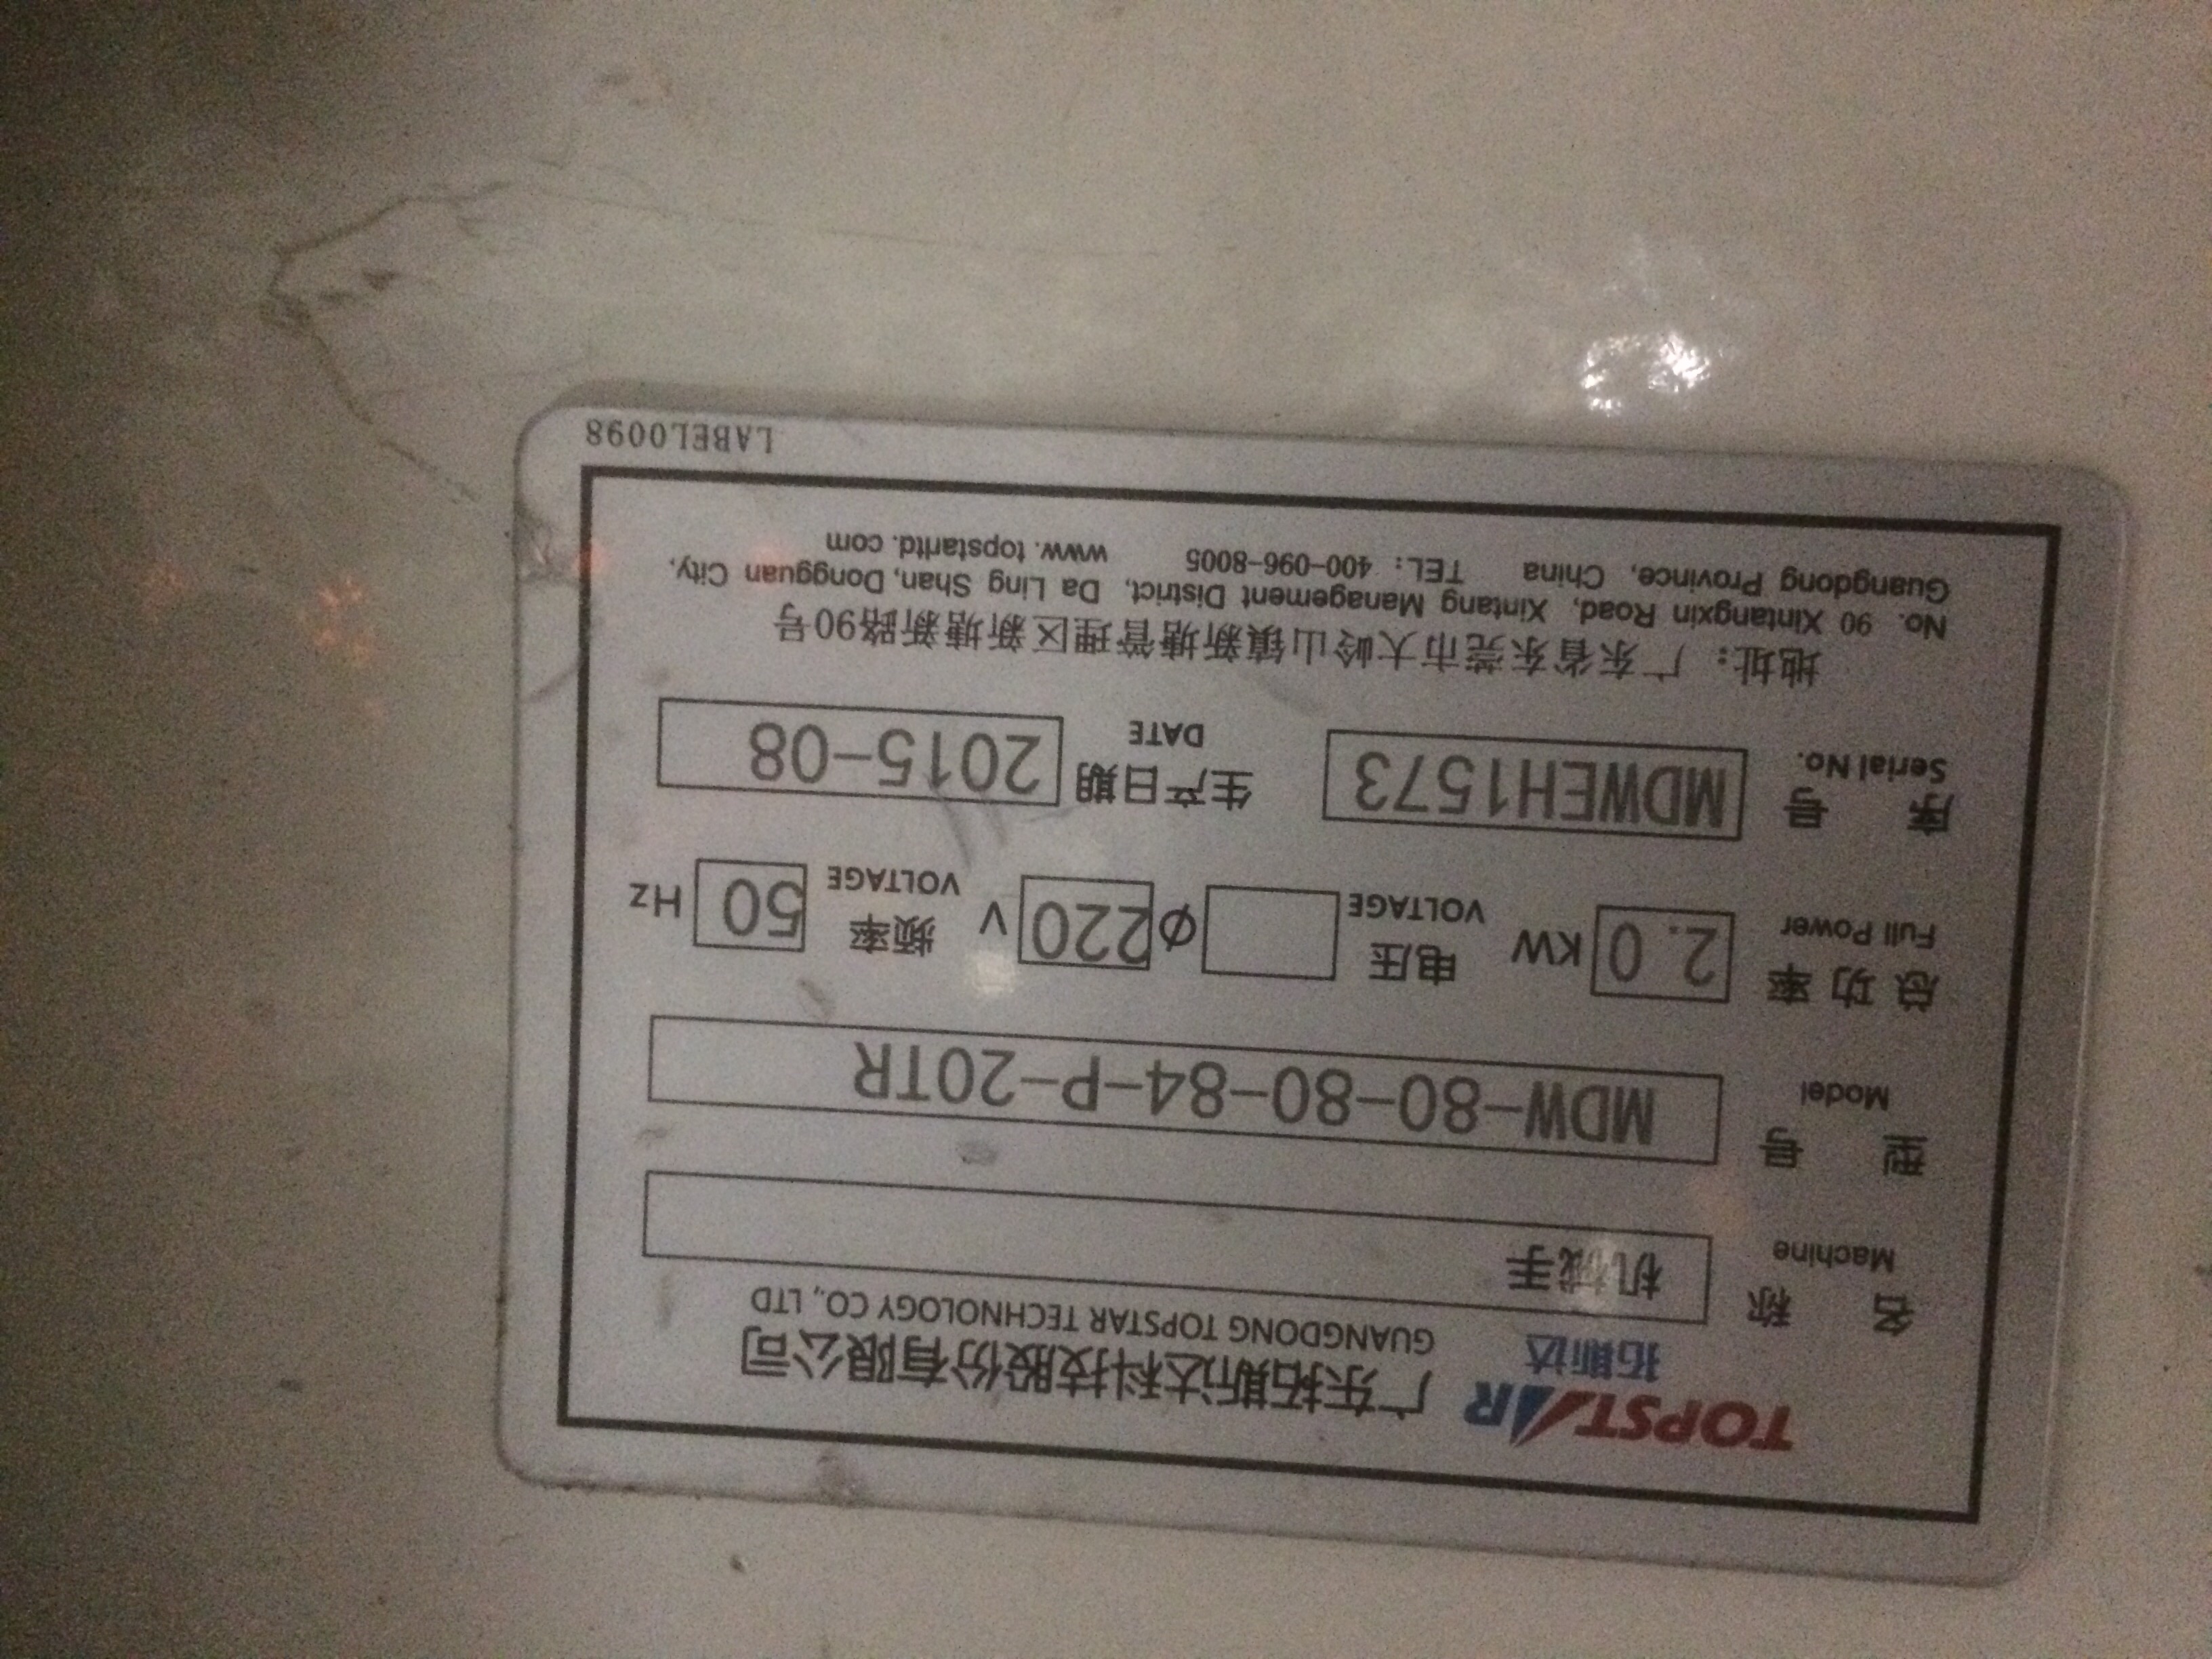 TOPSTAR 广东拓斯达科技股份有限公司
拓斯达 GUANGDONG TOPSTAR TECHNOLOGY CO., LTD
名 称 机械手
Machine
型 号 MDW-80-80-84-P-20TR
Model
总 功 率 2.0 KW 电压 Φ 220 V 频率 50 Hz
Full Power VOLTAGE VOLTAGE
序 号 MDWEH1573 生产日期 2015-08
Serial No. DATE
地址: 广东省东莞市大岭山镇新塘管理区新塘新路90号
No. 90 Xintangxin Road, Xintang Management District, Da Ling Shan, Dongguan City,
Guangdong Province, China TEL: 400-096-8005 www.topstarltd.com
LABEL0098